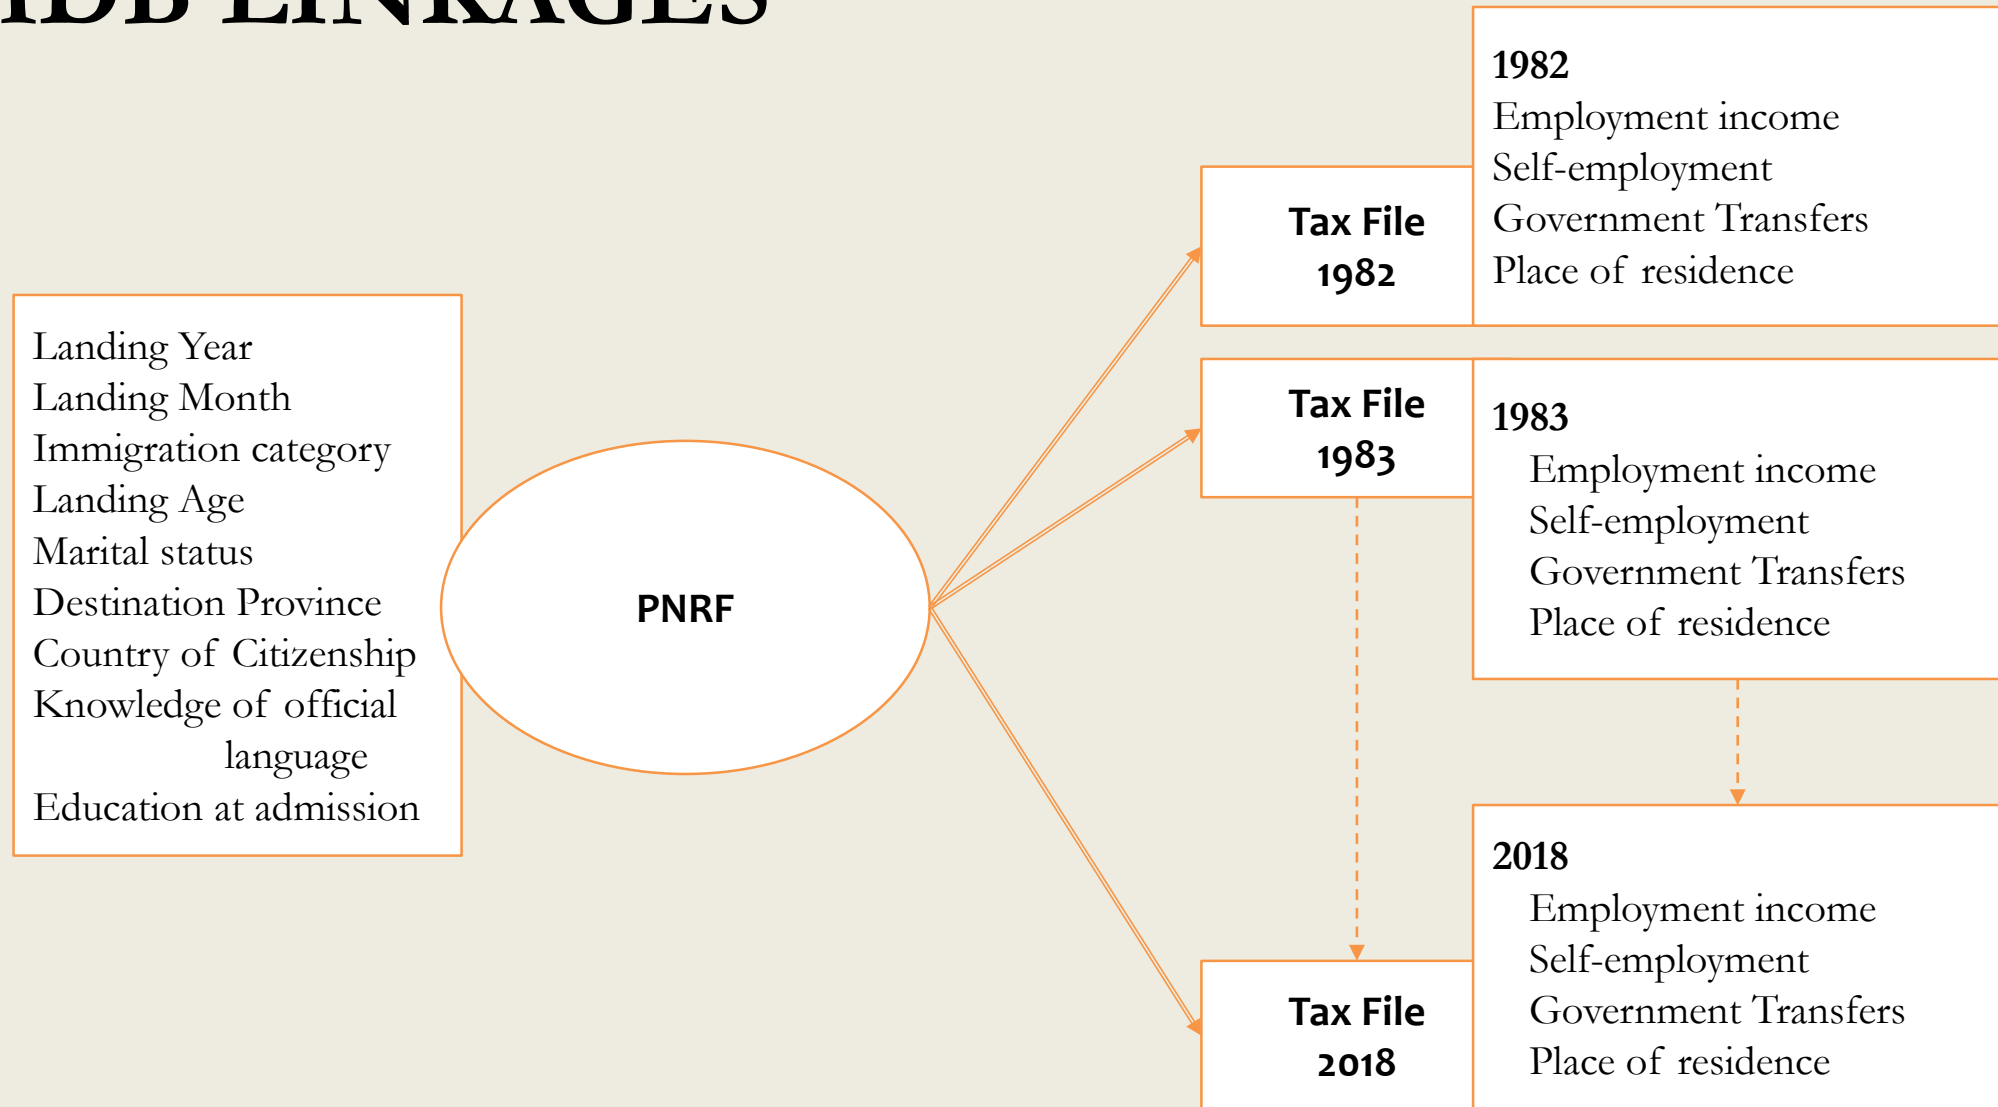 IDB LINKAGES
Landing Year
Landing Month
Immigration category
Landing Age
Marital status
Destination Province
Country of Citizenship
Knowledge of official
language
Education at admission
PNRF
Tax File
1982
1982
Employment income
Self-employment
Government Transfers
Place of residence
Tax File
1983
1983
Employment income
Self-employment
Government Transfers
Place of residence
Tax File
2018
2018
Employment income
Self-employment
Government Transfers
Place of residence